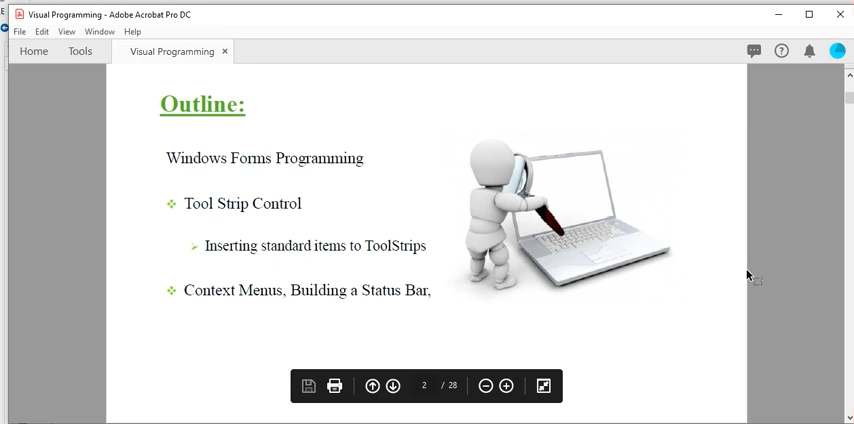 Visual Programming - Adobe Acrobat Pro DC
File Edit View Window Help
Home Tools Visual Programming ×
Outline:
Windows Forms Programming
Tool Strip Control
Inserting standard items to ToolStrips
Context Menus, Building a Status Bar,
2 / 28